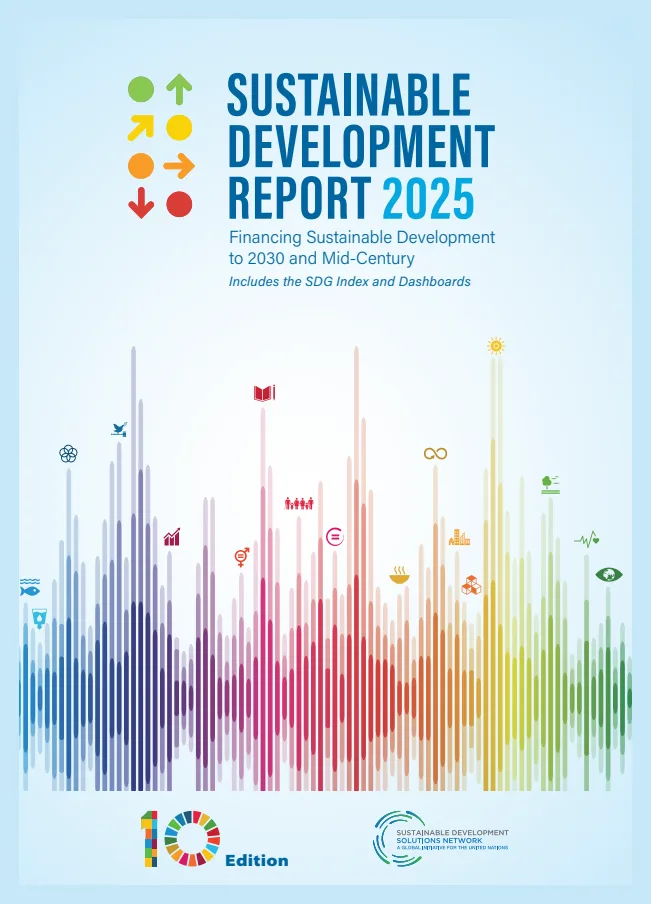 SUSTAINABLE
DEVELOPMENT
REPORT 2025
Financing Sustainable Development
to 2030 and Mid-Century
Includes the SDG Index and Dashboards
10 Edition
SUSTAINABLE DEVELOPMENT
SOLUTIONS NETWORK
A GLOBAL INITIATIVE FOR THE UNITED NATIONS